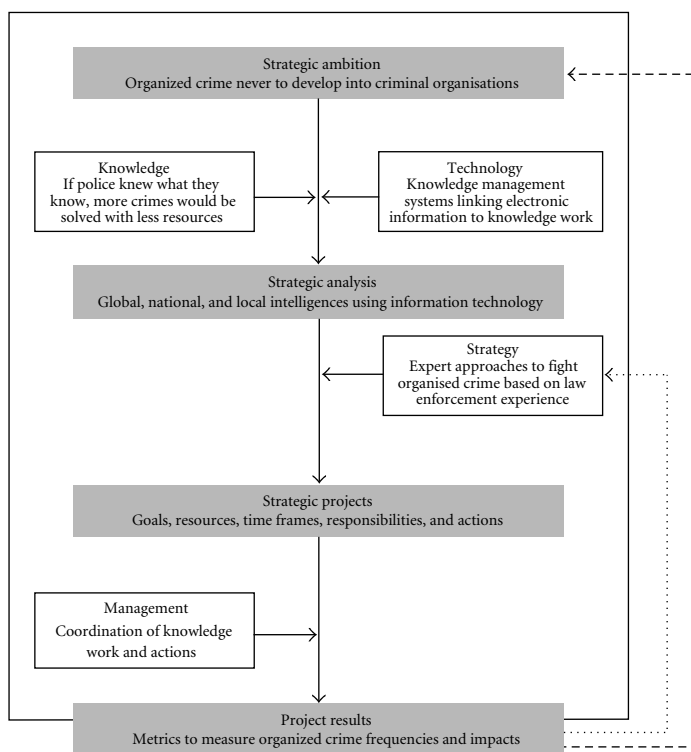 Strategic ambition
Organized crime never to develop into criminal organisations
Knowledge
If police knew what they
know, more crimes would be
solved with less resources
Technology
Knowledge management
systems linking electronic
information to knowledge work
Strategic analysis
Global, national, and local intelligences using information technology
Strategy
Expert approaches to fight
organised crime based on law
enforcement experience
Strategic projects
Goals, resources, time frames, responsibilities, and actions
Management
Coordination of knowledge
work and actions
Project results
Metrics to measure organized crime frequencies and impacts